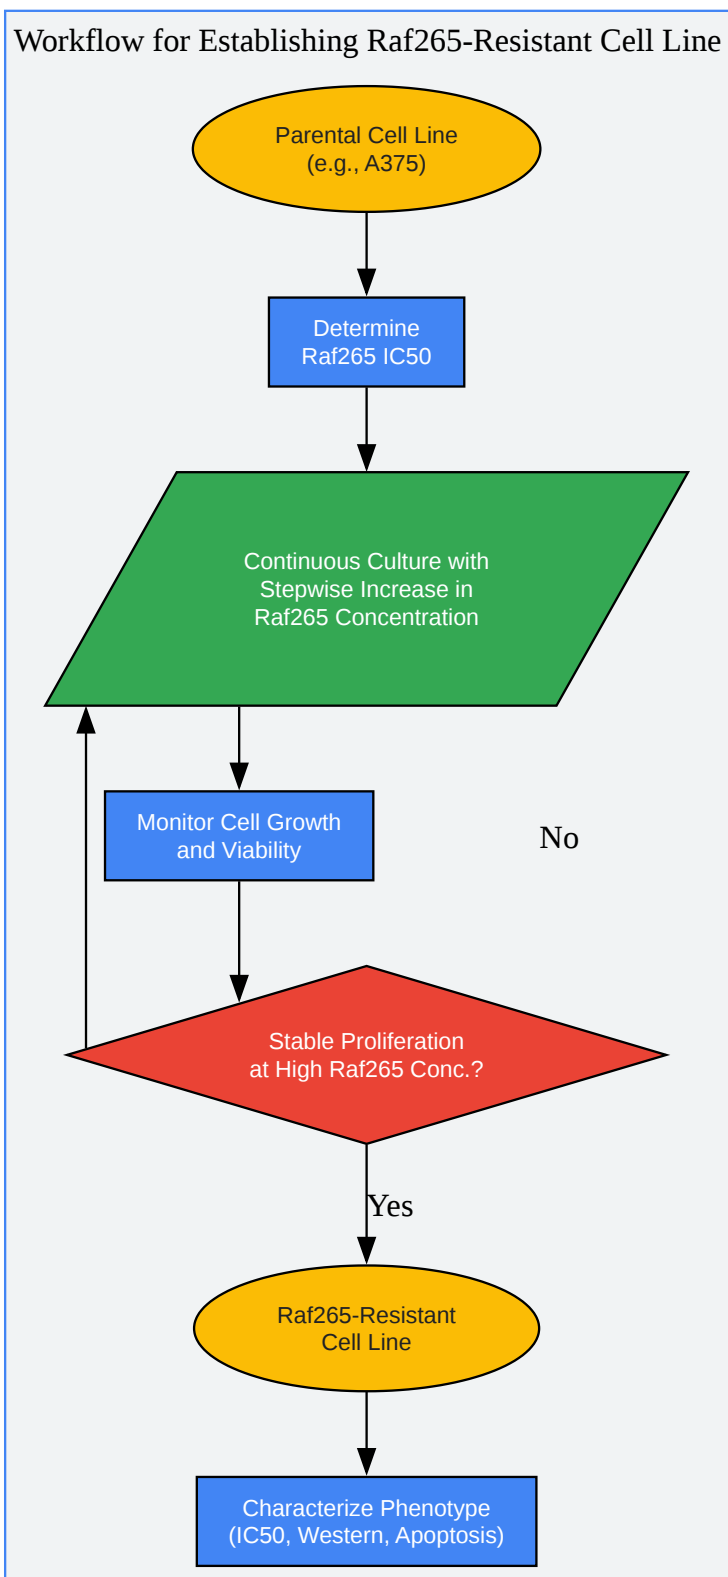 Workflow for Establishing Raf265-Resistant Cell Line
Parental Cell Line
(e.g., A375)
Determine
Raf265 IC50
Continuous Culture with
Stepwise Increase in
Raf265 Concentration
Monitor Cell Growth
and Viability
No
Stable Proliferation
at High Raf265 Conc.?
Yes
Raf265-Resistant
Cell Line
Characterize Phenotype
(IC50, Western, Apoptosis)